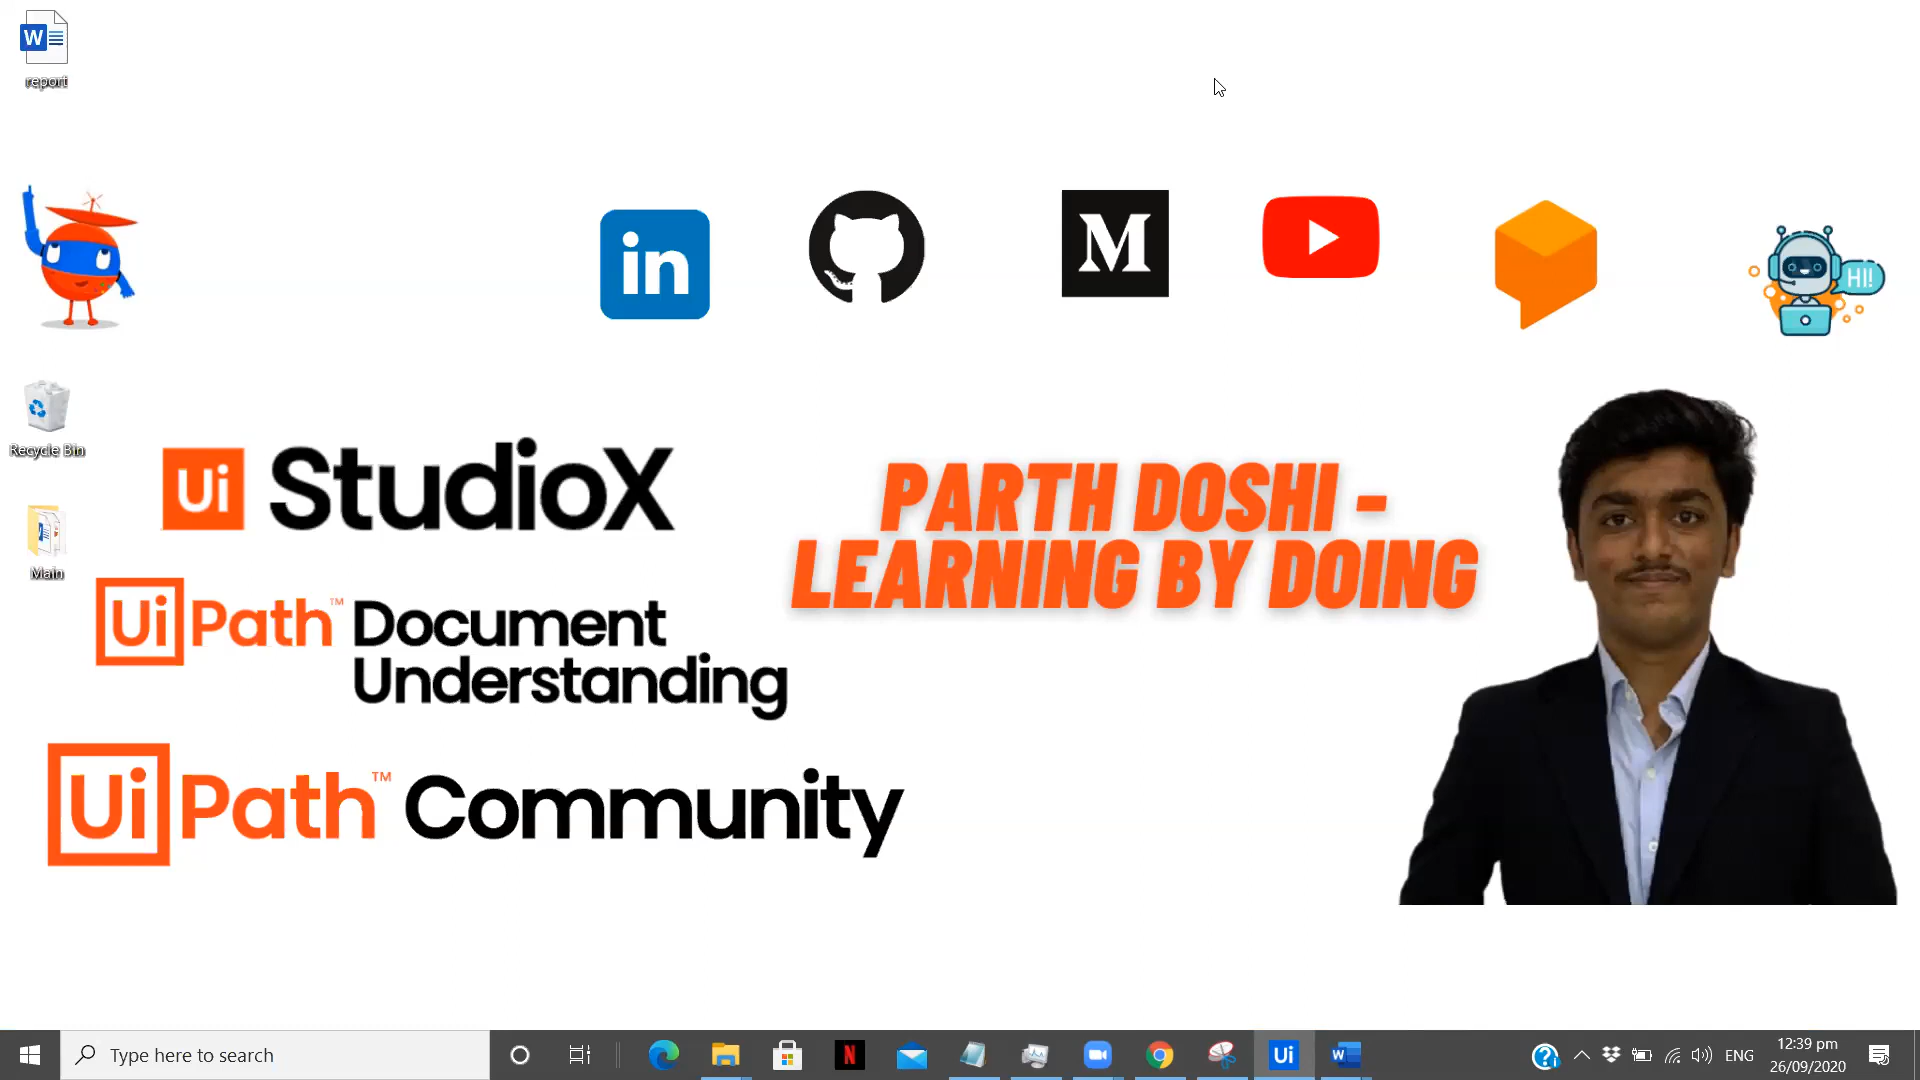 report
in
M
HI!
Recycle Bin
Ui StudioX
PARTH DOSHI -
LEARNING BY DOING
Main
UiPath™ Document
Understanding
UiPath™ Community
Type here to search
N
Ui
W
ENG
12:39 pm
26/09/2020